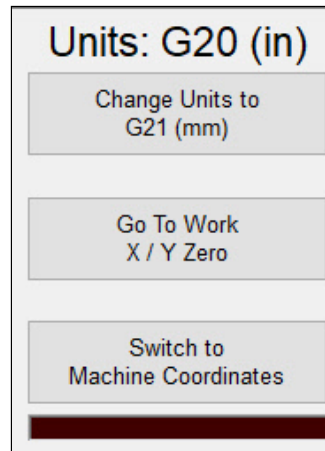 Units: G20 (in)
Change Units to
G21 (mm)
Go To Work
X / Y Zero
Switch to
Machine Coordinates